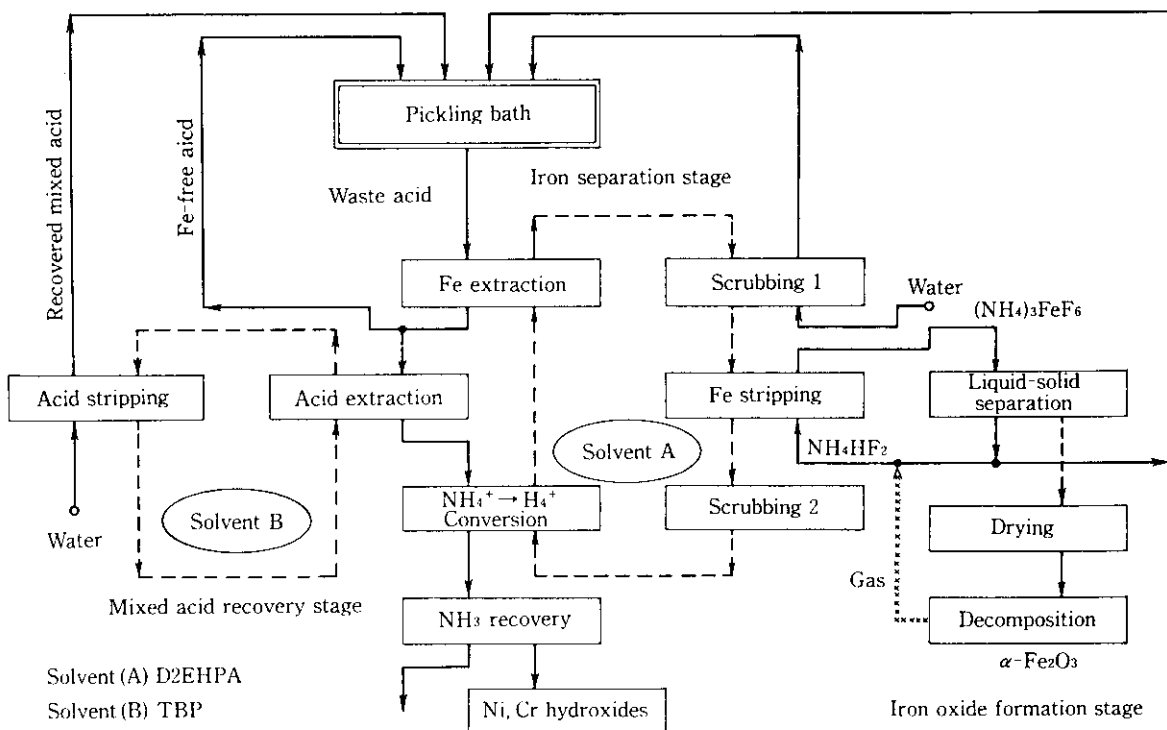 Pickling bath
Recovered mixed acid
Fe-free aicd
Waste acid
Iron separation stage
Fe extraction
Scrubbing 1
Water
(NH₄)₃FeF₆
Acid stripping
Acid extraction
Fe stripping
Liquid-solid
separation
Solvent A
NH₄HF₂
Solvent B
NH₄⁺→H₄⁺
Conversion
Scrubbing 2
Water
Drying
Gas
Mixed acid recovery stage
NH₃ recovery
Decomposition
α-Fe₂O₃
Solvent (A) D2EHPA
Solvent (B) TBP
Ni, Cr hydroxides
Iron oxide formation stage